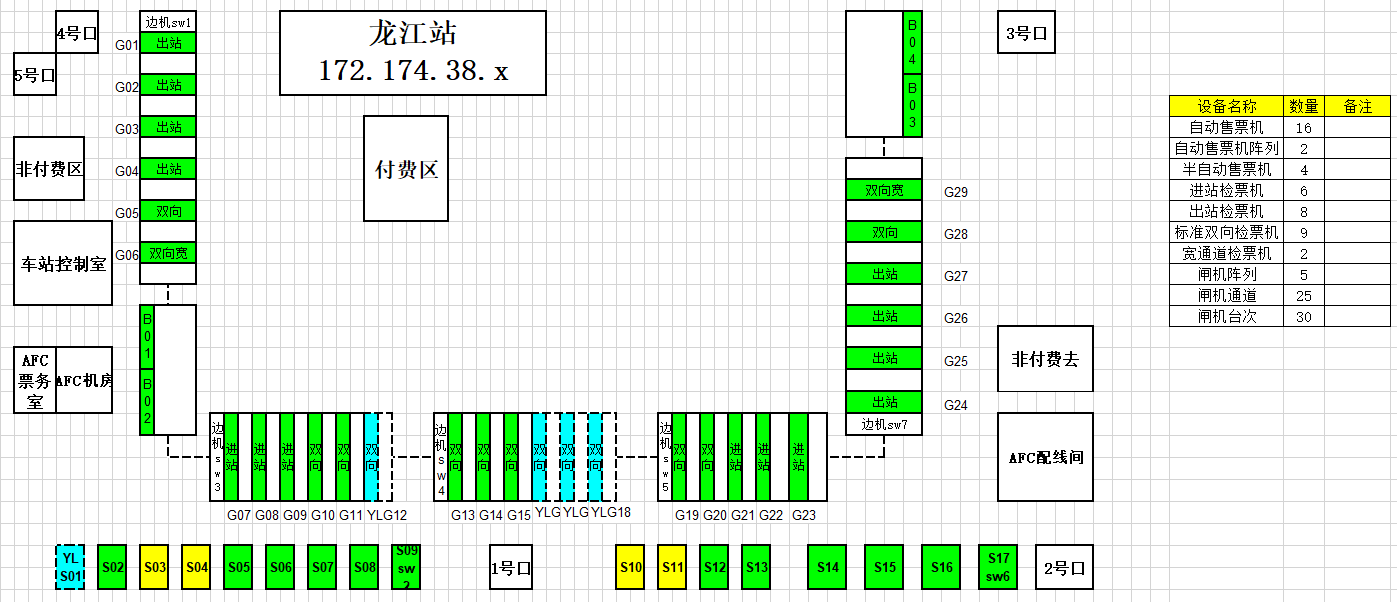 4号口
5号口
非付费区
车站控制室
AFC
票务
室
AFC机房
边机sw1
G01 出站
G02 出站
G03 出站
G04 出站
G05 双向
G06 双向宽
B01
B02
龙江站
172.174.38.x
付费区
B04
B03
双向宽 G29
双向 G28
出站 G27
出站 G26
出站 G25
出站 G24
边机sw7
3号口
非付费去
AFC配线间
设备名称 数量 备注
自动售票机 16
自动售票机阵列 2
半自动售票机 4
进站检票机 6
出站检票机 8
标准双向检票机 9
宽通道检票机 2
闸机阵列 5
闸机通道 25
闸机台次 30
边机sw3 进站 进站 进站 双向 双向 双向
G07 G08 G09 G10 G11 YLG12
边机sw4 双向 双向 双向 双向 双向 双向
G13 G14 G15 YLG YLG YLG18
边机sw5 双向 双向 进站 进站 进站
G19 G20 G21 G22 G23
YL
S01
S02
S03
S04
S05
S06
S07
S08
S09
sw
2
1号口
S10
S11
S12
S13
S14
S15
S16
S17
sw6
2号口